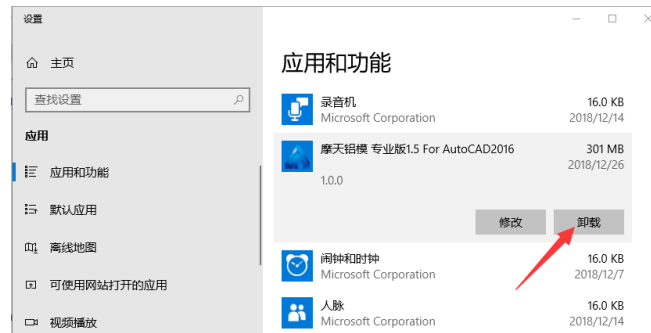 设置
主页
查找设置
应用
应用和功能
默认应用
离线地图
可使用网站打开的应用
视频播放
应用和功能
录音机 16.0 KB
Microsoft Corporation 2018/12/14
摩天铝模 专业版1.5 For AutoCAD2016 301 MB
2018/12/26
1.0.0
修改 卸载
闹钟和时钟 16.0 KB
Microsoft Corporation 2018/12/7
人脉 16.0 KB
Microsoft Corporation 2018/12/14